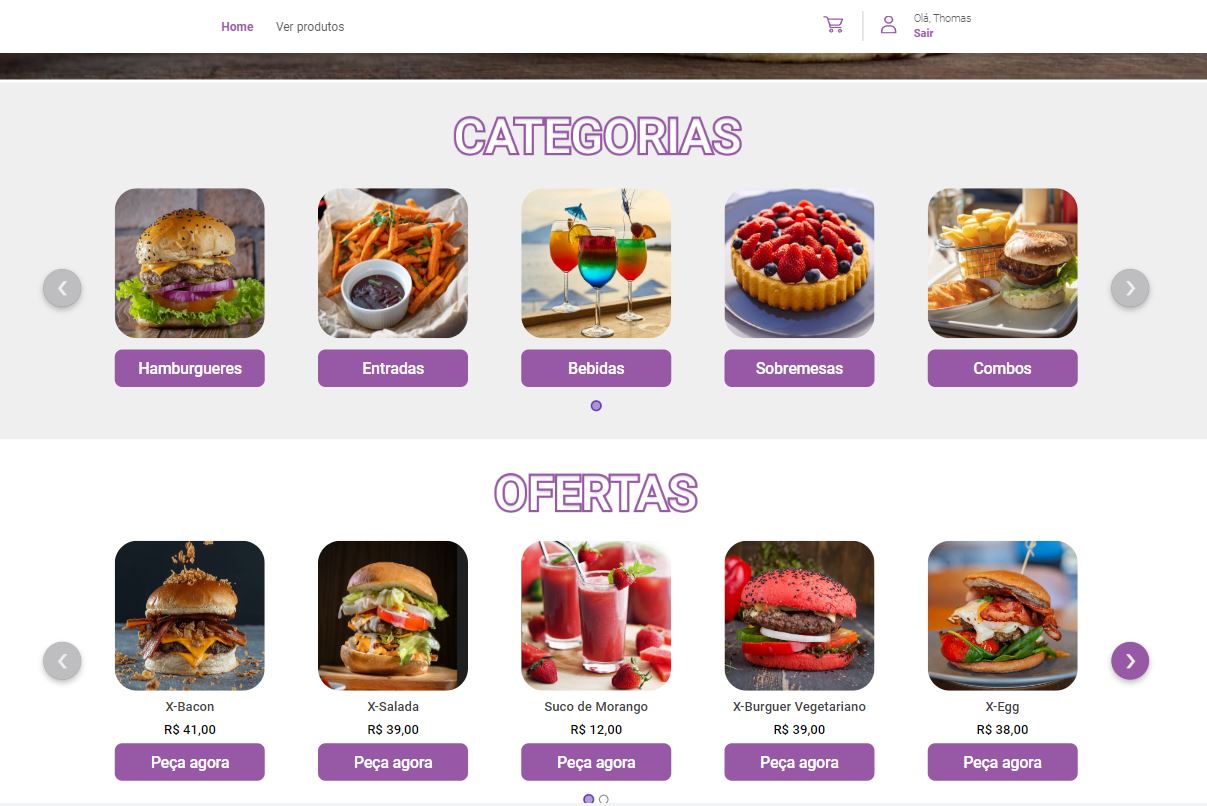 Home
Ver produtos
Olá, Thomas
Sair
CATEGORIAS
Hamburgueres
Entradas
Bebidas
Sobremesas
Combos
OFERTAS
X-Bacon
X-Salada
Suco de Morango
X-Burguer Vegetariano
X-Egg
R$ 41,00
R$ 39,00
R$ 12,00
R$ 39,00
R$ 38,00
Peça agora
Peça agora
Peça agora
Peça agora
Peça agora